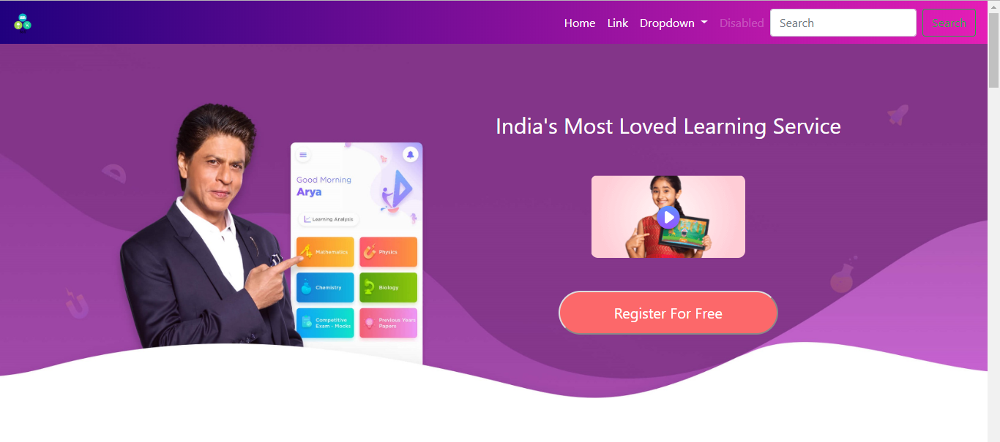 Home Link Dropdown Disabled Search Search
India's Most Loved Learning Service
Good Morning
Arya
Learning Analysis
Mathematics Physics
Chemistry Biology
Competitive
Exam - Mocks
Previous Years
Papers
Register For Free